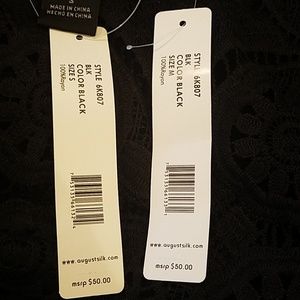 S
MADE IN CHINA
HECHO EN CHINA
STYLE 6K807
BLK
COLOR BLACK
SIZE S
100%Rayon
www.augustsilk.com
msrp $50.00
STYLE 6K807
BLK
COLOR BLACK
SIZE M
100%Rayon
www.augustsilk.com
msrp $50.00